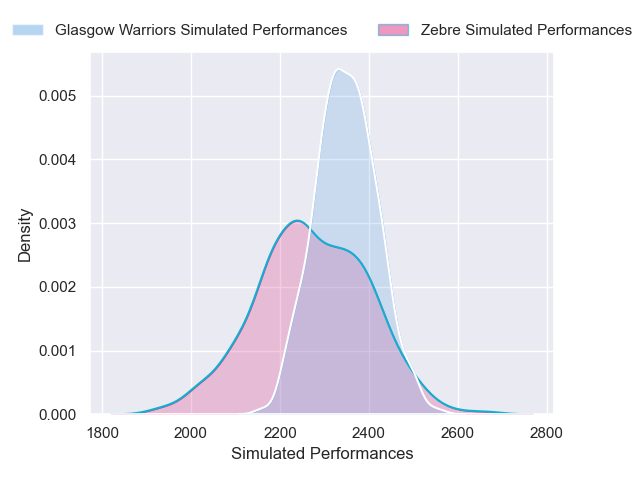 Glasgow Warriors Simulated Performances Zebre Simulated Performances
0.005
0.004
0.003
0.002
0.001
0.000
Density
1800 2000 2200 2400 2600 2800
Simulated Performances